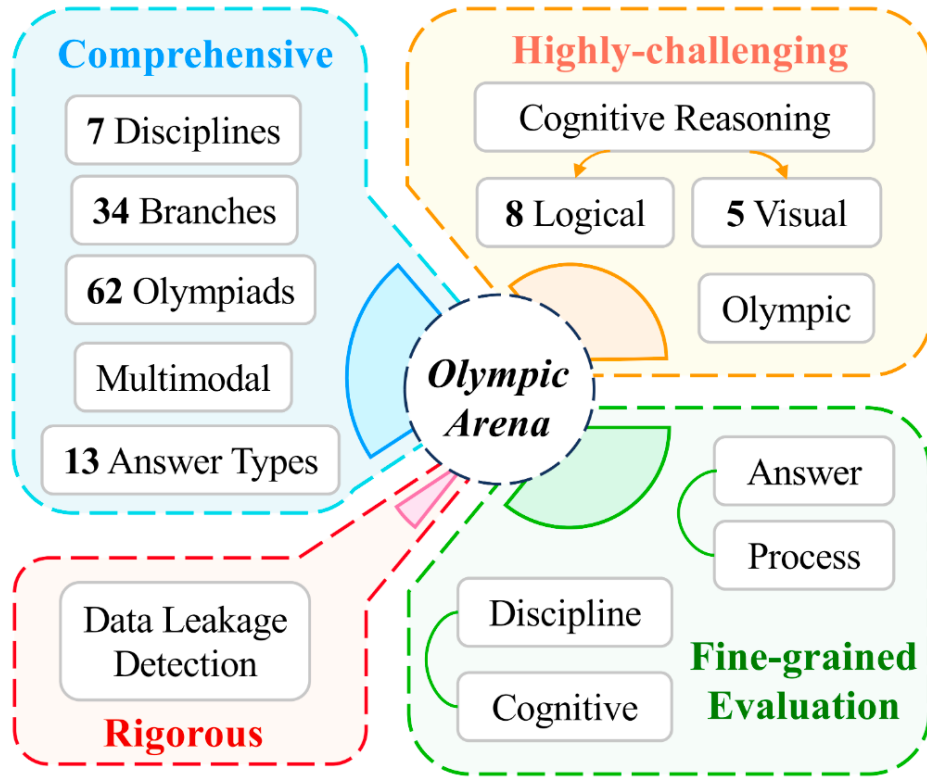 Comprehensive
7 Disciplines
34 Branches
62 Olympiads
Multimodal
13 Answer Types
Highly-challenging
Cognitive Reasoning
8 Logical
5 Visual
Olympic
Olympic
Arena
Data Leakage
Detection
Rigorous
Answer
Process
Discipline
Cognitive
Fine-grained
Evaluation